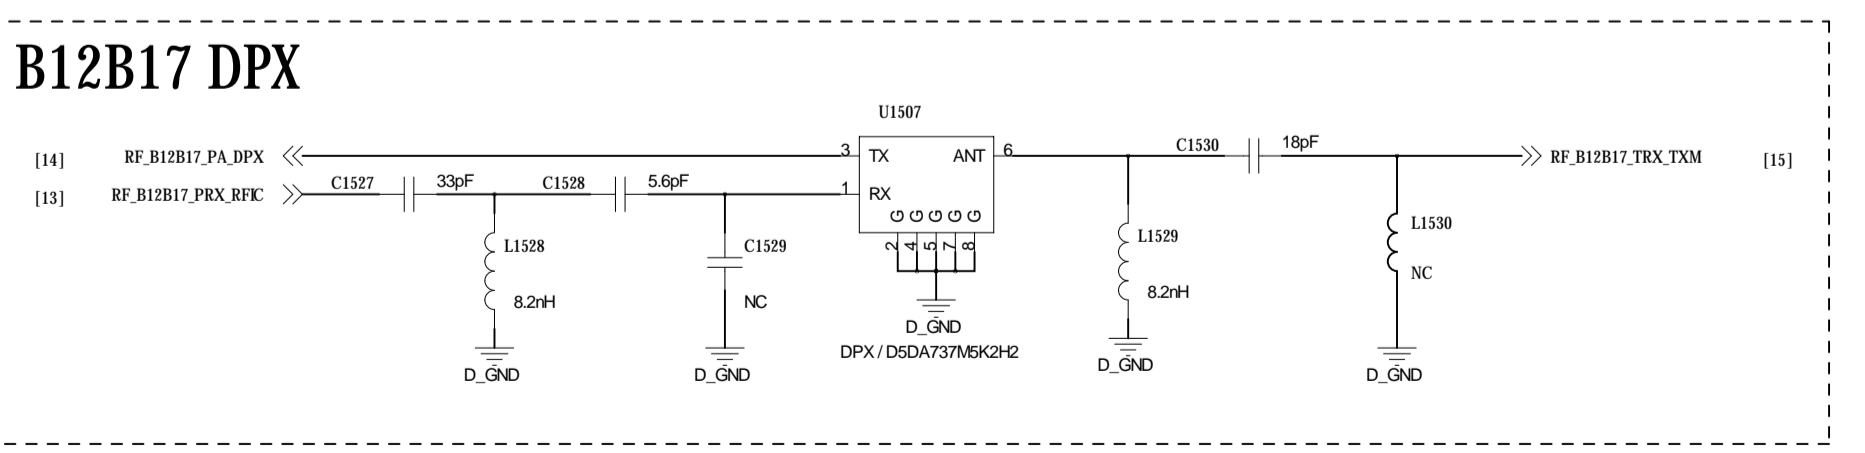 B12B17 DPX
U1507
[14] RF_B12B17_PA_DPX 3 TX ANT 6 C1530 18pF RF_B12B17_TRX_TXM [15]
[13] RF_B12B17_PRX_RFIC C1527 33pF C1528 5.6pF 1 RX
G G G G G
2 4 5 7 8
L1528 C1529 L1529 L1530
8.2nH NC 8.2nH NC
D_GND
DPX / D5DA737M5K2H2
D_GND D_GND D_GND D_GND